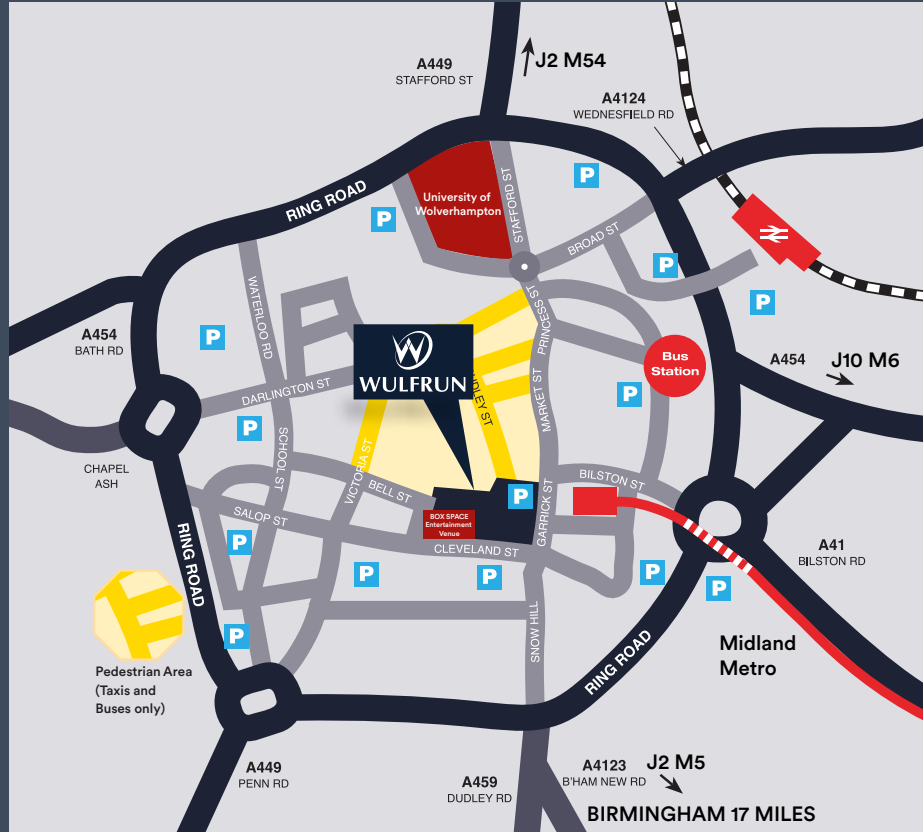 A449
STAFFORD ST
J2 M54
A4124
WEDNESFIELD RD
P
RING ROAD
University of
Wolverhampton
STAFFORD ST
P
BROAD ST
P
P
WATERLOO RD
PRINCESS ST
P
A454
BATH RD
WULFRUN
Bus
Station
A454
J10 M6
DARLINGTON ST
MARKET ST
P
P
CHAPEL
ASH
SCHOOL ST
VICTORIA ST
BELL ST
BILSTON ST
P
SALOP ST
BOX SPACE
Entertainment
Venue
GARRICK ST
CLEVELAND ST
P
A41
BILSTON RD
RING ROAD
P
P
P
P
P
SNOW HILL
RING ROAD
Midland
Metro
Pedestrian Area
(Taxis and
Buses only)
A449
PENN RD
A459
DUDLEY RD
A4123
B'HAM NEW RD
J2 M5
BIRMINGHAM 17 MILES